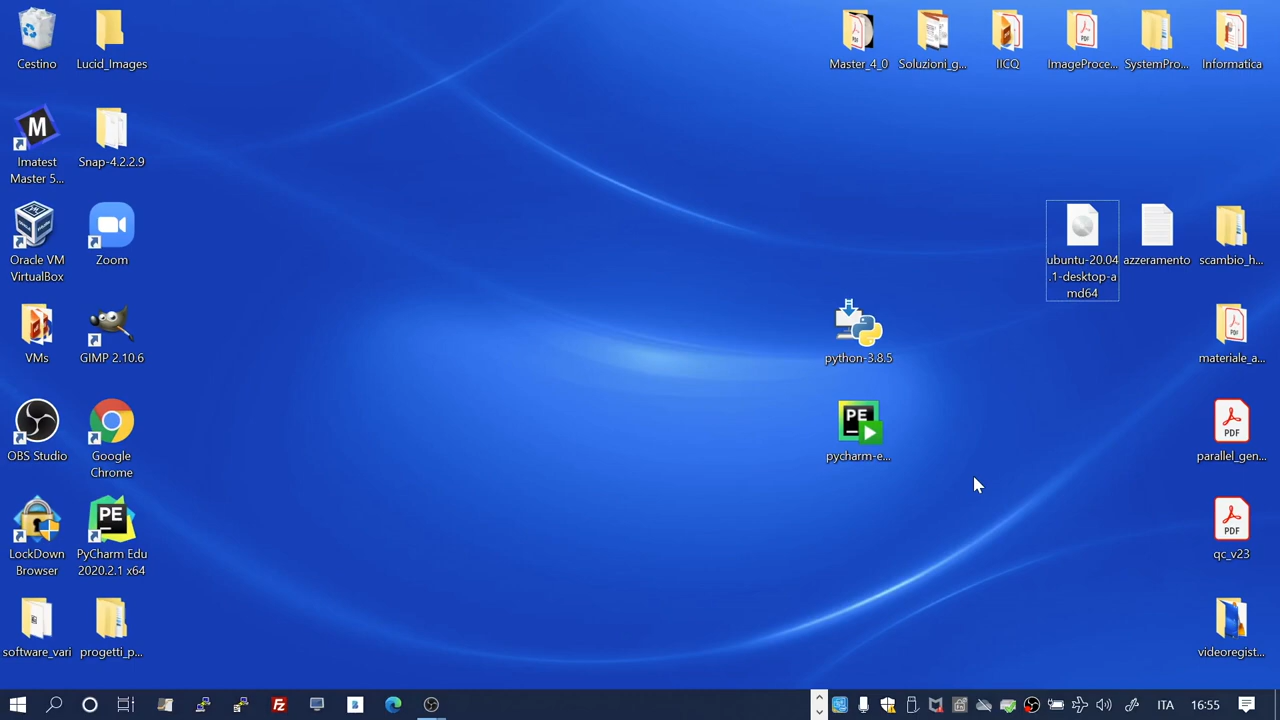 Cestino
Lucid_Images
Master_4_0
Soluzioni_g...
IICQ
ImageProce...
SystemPro...
Informatica
M
Imatest
Master 5...
Snap-4.2.2.9
Oracle VM
VirtualBox
Zoom
ubuntu-20.04
.1-desktop-a
md64
azzeramento
scambio_h...
VMs
GIMP 2.10.6
python-3.8.5
materiale_a...
OBS Studio
Google
Chrome
PE
pycharm-e...
PDF
parallel_gen...
LockDown
Browser
PE
PyCharm Edu
2020.2.1 x64
PDF
qc_v23
software_vari
progetti_p...
videoregist...
Fz
ITA
16:55